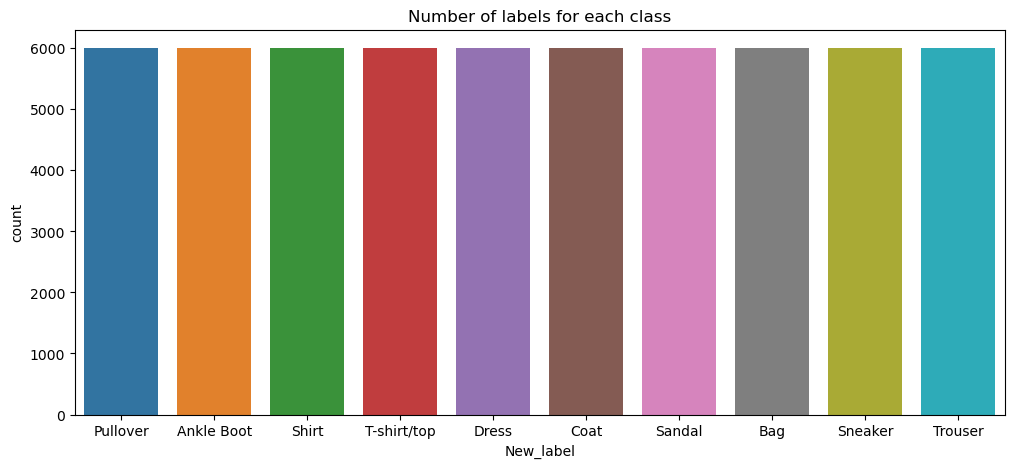 Number of labels for each class
6000
5000
4000
3000
2000
1000
0
count
Pullover Ankle Boot Shirt T-shirt/top Dress Coat Sandal Bag Sneaker Trouser
New_label